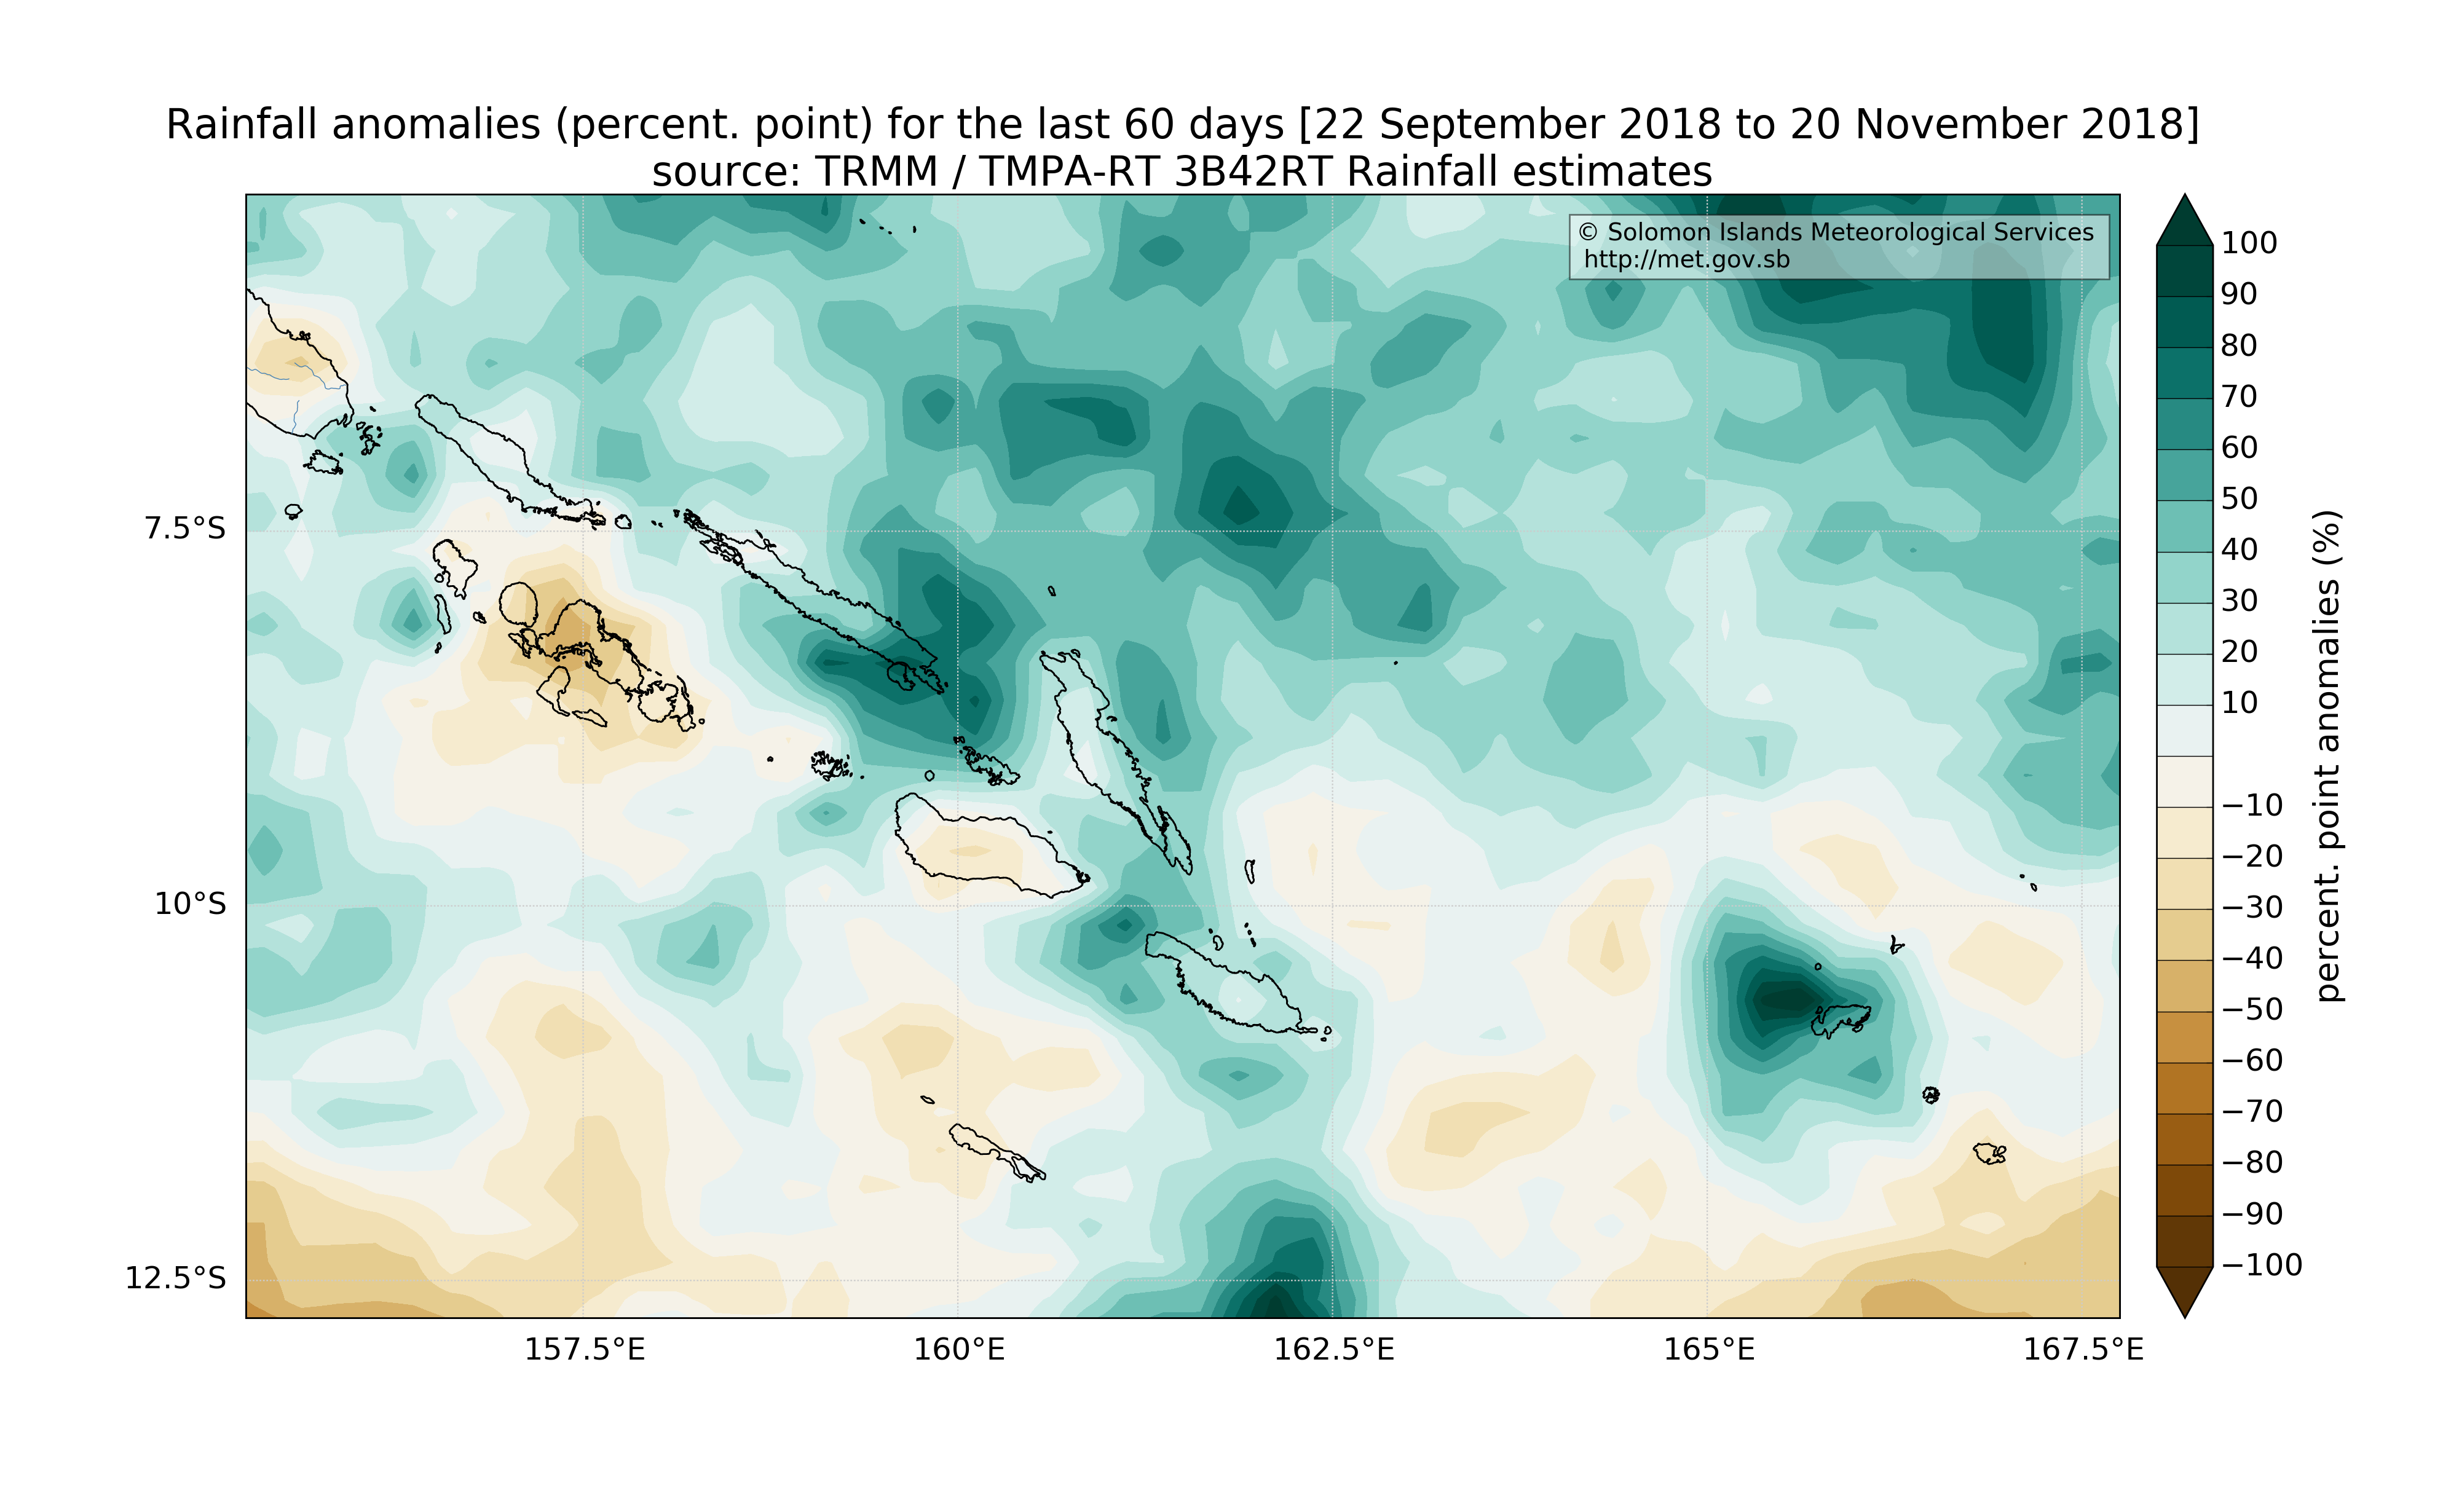 Rainfall anomalies (percent. point) for the last 60 days [22 September 2018 to 20 November 2018]
source: TRMM / TMPA-RT 3B42RT Rainfall estimates
© Solomon Islands Meteorological Services
http://met.gov.sb
7.5°S
10°S
12.5°S
157.5°E
160°E
162.5°E
165°E
167.5°E
100
90
80
70
60
50
40
30
20
10
−10
−20
−30
−40
−50
−60
−70
−80
−90
−100
percent. point anomalies (%)